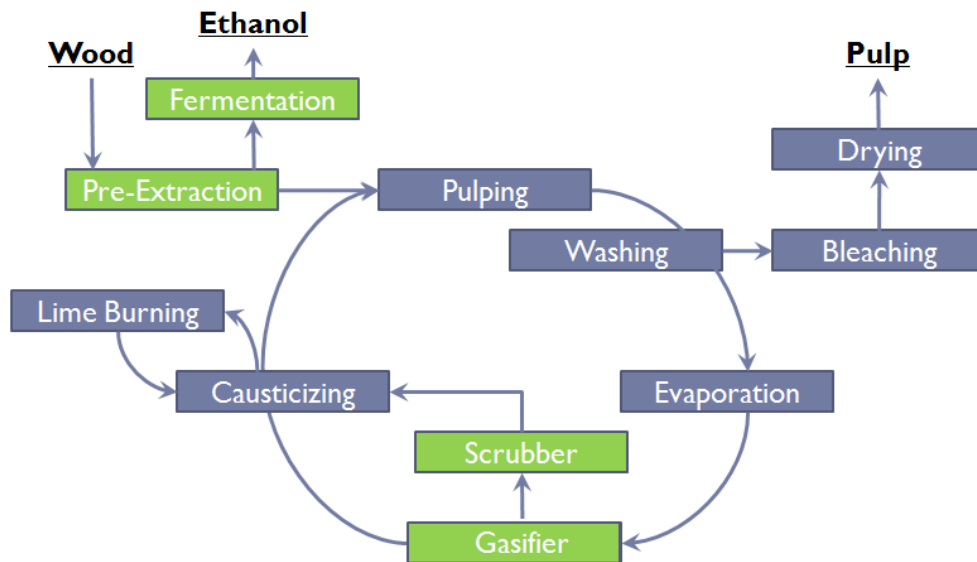 Ethanol
Wood
Pulp
Fermentation
Drying
Pre-Extraction
Pulping
Washing
Bleaching
Lime Burning
Causticizing
Evaporation
Scrubber
Gasifier